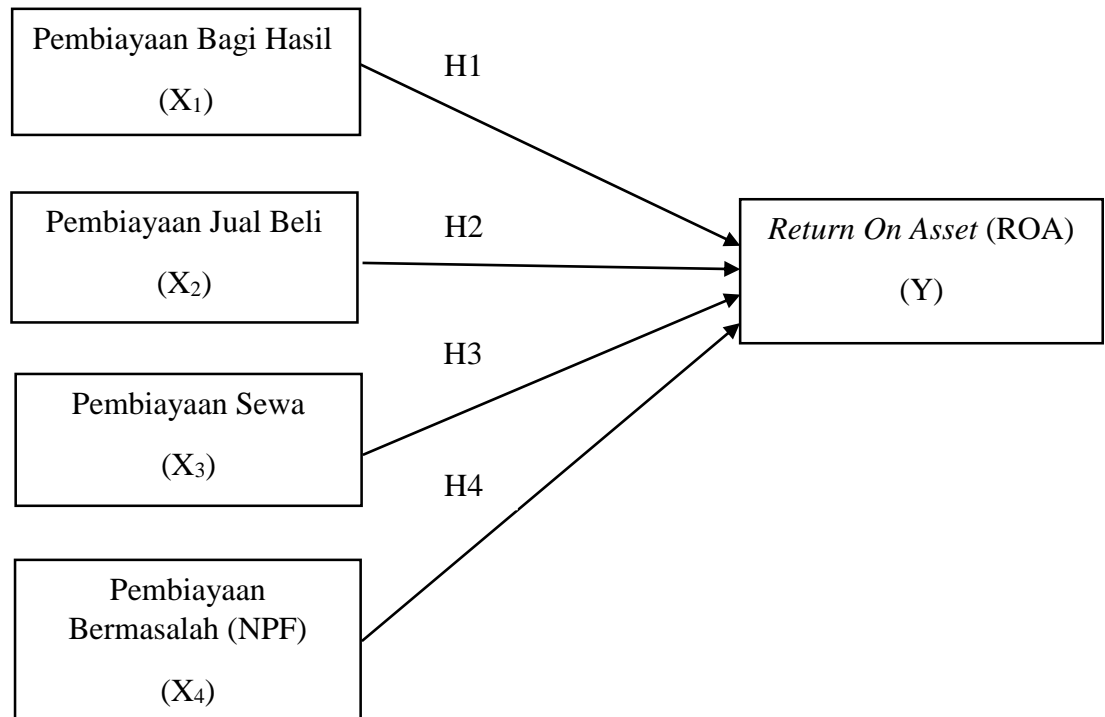 Pembiayaan Bagi Hasil
(X₁)
H1
Pembiayaan Jual Beli
(X₂)
H2
Return On Asset (ROA)
(Y)
H3
Pembiayaan Sewa
(X₃)
H4
Pembiayaan
Bermasalah (NPF)
(X₄)